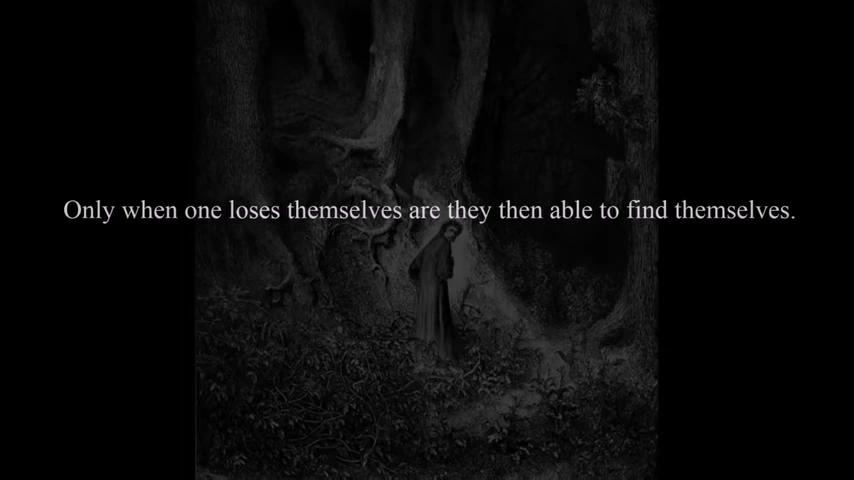 Only when one loses themselves are they then able to find themselves.